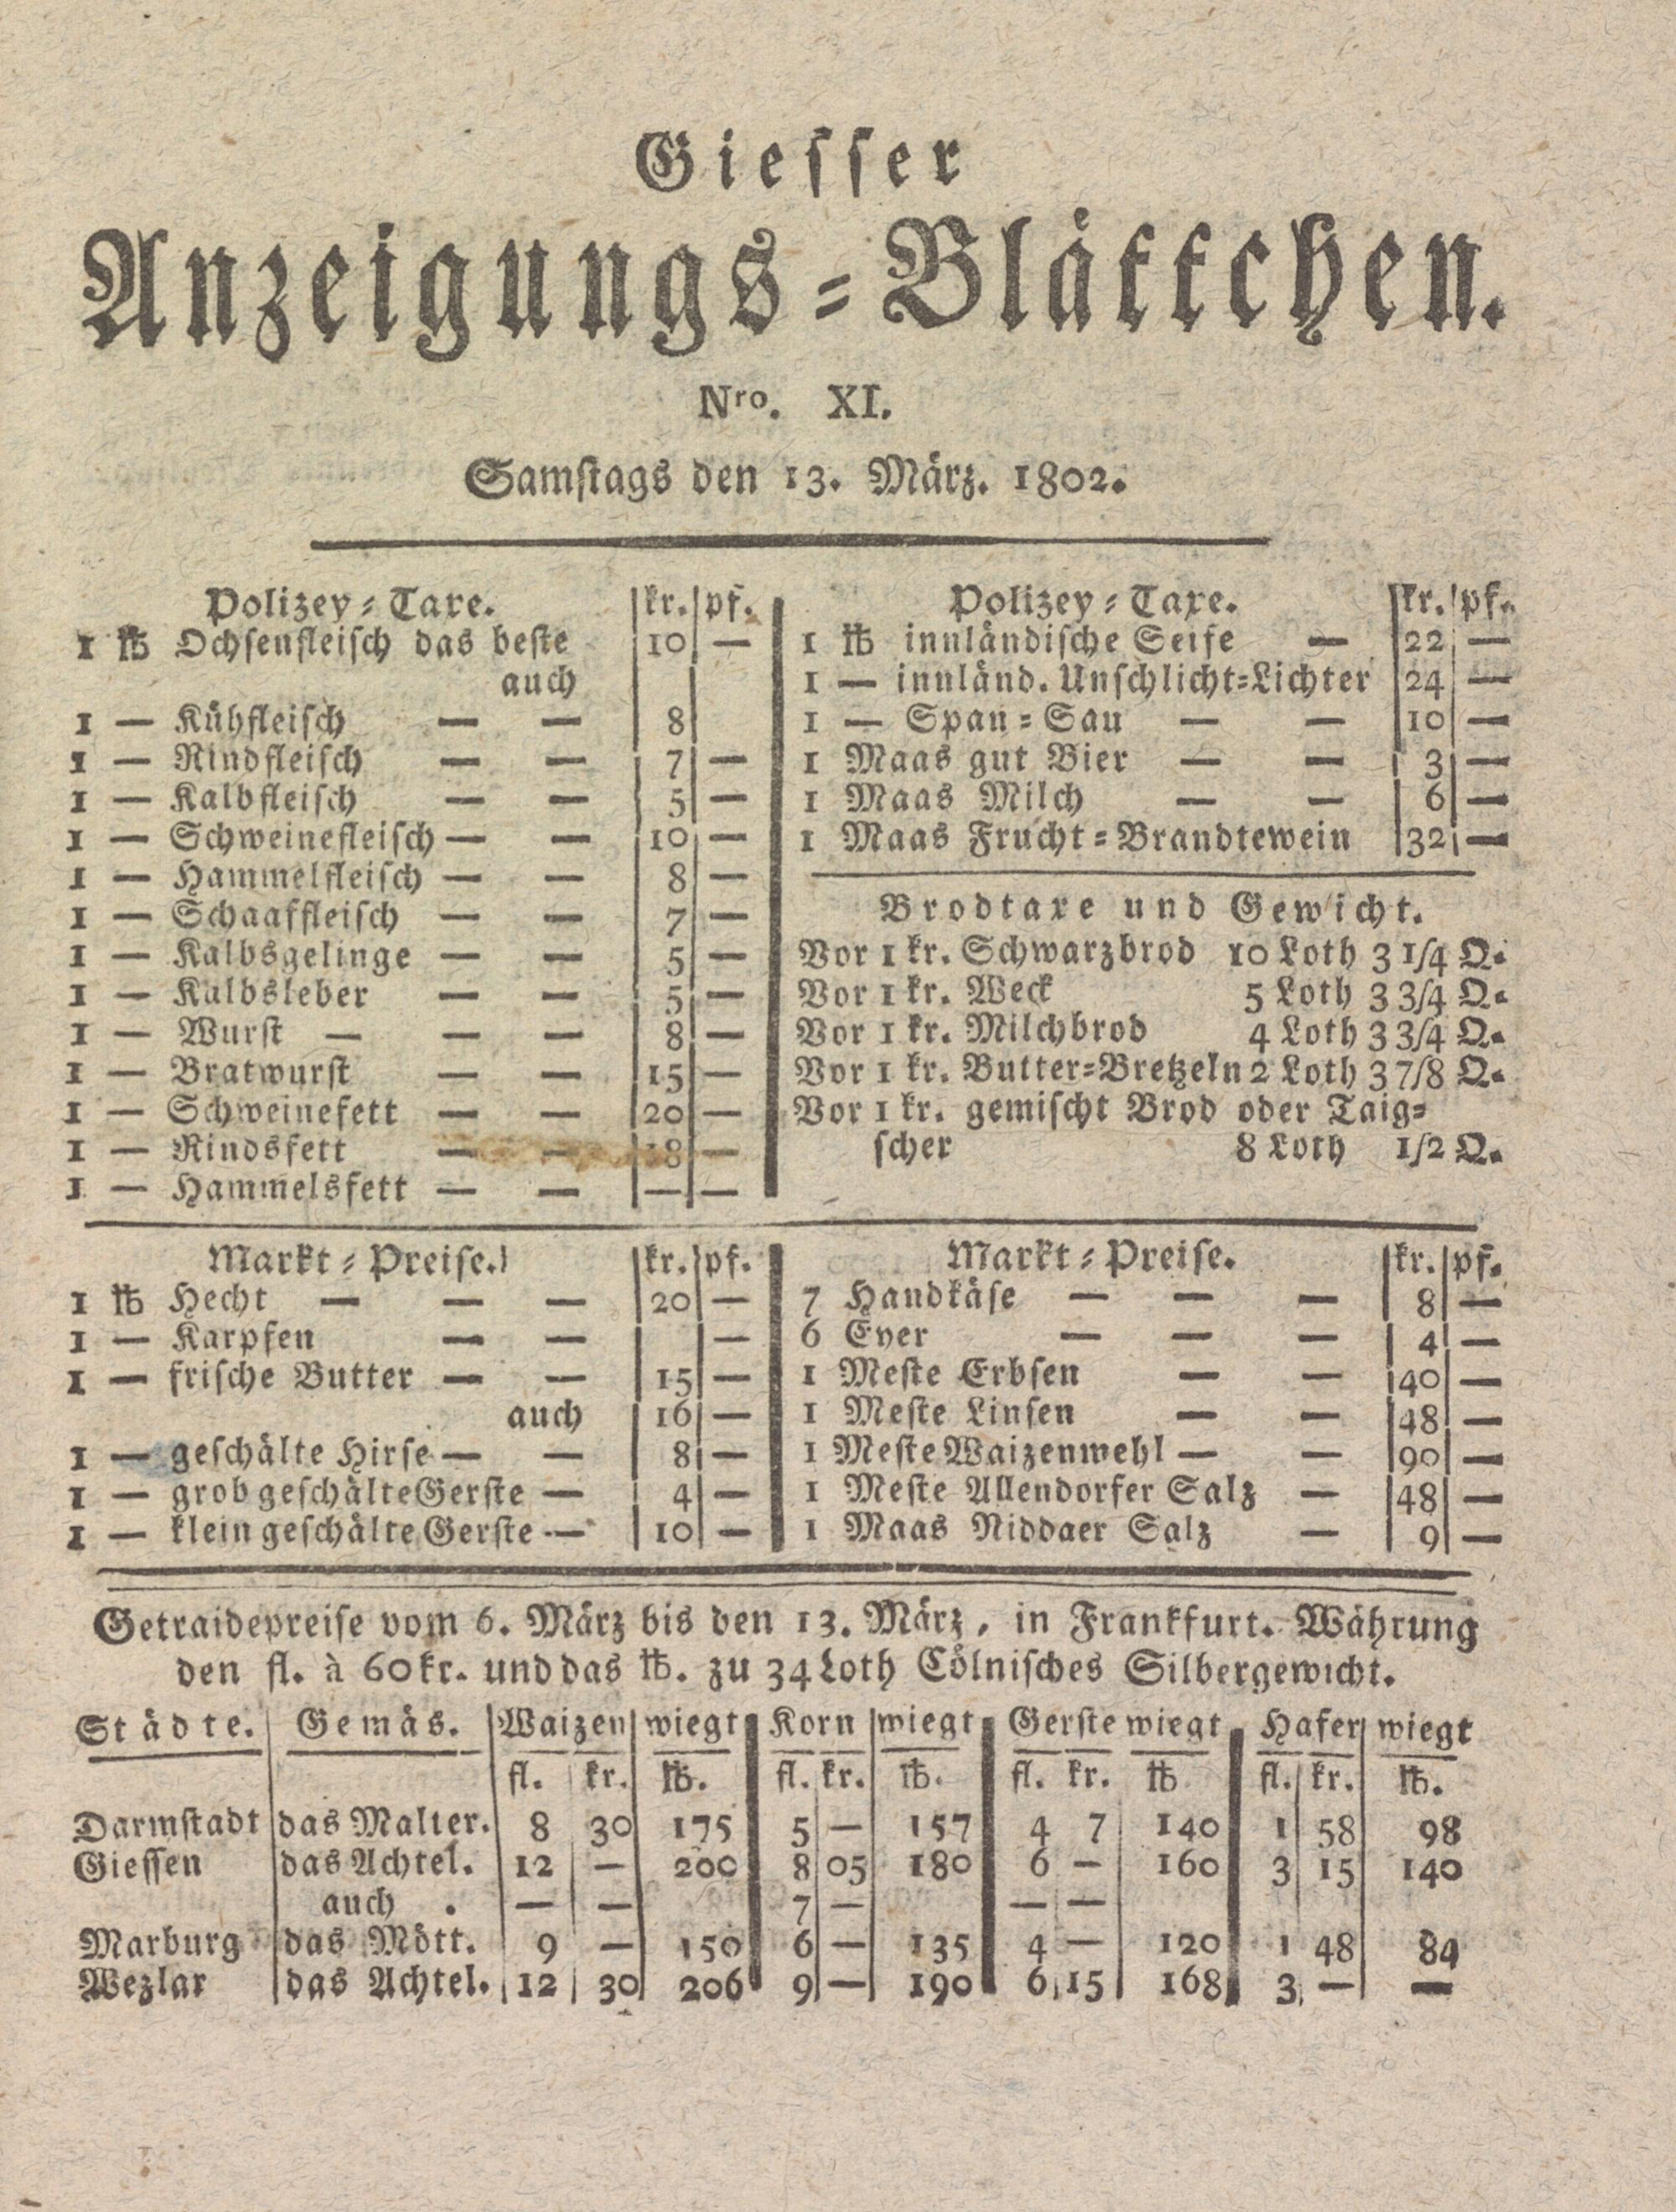 Giesser
Anzeigungs-Blättchen.
Nro. XI.
Samstags den 13. März. 1802.
Polizey-Taxe. kr. pf.
1 ℔ Ochsenfleisch das beste 10 —
auch
1 — Kühfleisch — — 8
1 — Rindfleisch — — 7 —
1 — Kalbfleisch — — 5 —
1 — Schweinefleisch — — 10 —
1 — Hammelfleisch — — 8 —
1 — Schaaffleisch — — 7 —
1 — Kalbsgelinge — — 5 —
1 — Kalbsleber — — 5 —
1 — Wurst — — — 8 —
1 — Bratwurst — — 15 —
1 — Schweinefett — — 20 —
1 — Rindsfett — — 18 —
1 — Hammelsfett — — — —
Polizey-Taxe. kr. pf.
1 ℔ innländische Seife — 22 —
1 — innländ. Unschlicht-Lichter 24 —
1 — Span-Sau — — 10 —
1 Maas gut Bier — — 3 —
1 Maas Milch — — 6 —
1 Maas Frucht-Brandtewein 32 —
Brodtaxe und Gewicht.
Vor 1 kr. Schwarzbrod 10 Loth 3 1/4 Q.
Vor 1 kr. Weck 5 Loth 3 3/4 Q.
Vor 1 kr. Milchbrod 4 Loth 3 3/4 Q.
Vor 1 kr. Butter-Bretzeln 2 Loth 3 7/8 Q.
Vor 1 kr. gemischt Brod oder Taig-
scher 8 Loth 1/2 Q.
Markt-Preise. kr. pf.
1 ℔ Hecht — — — 20 —
1 — Karpfen — — —
1 — frische Butter — — 15 —
auch 16 —
1 — geschälte Hirse — — 8 —
1 — grob geschälte Gerste — 4 —
1 — klein geschälte Gerste — 10 —
Markt-Preise. kr. pf.
7 Handkäse — — — 8 —
6 Eyer — — — 4 —
1 Meste Erbsen — — 40 —
1 Meste Linsen — — 48 —
1 Meste Waizenmehl — — 90 —
1 Meste Allendorfer Salz — 48 —
1 Maas Niddaer Salz — 9 —
Getraidepreise vom 6. März bis den 13. März, in Frankfurt. Währung
den fl. à 60 kr. und das ℔. zu 34 Loth Cölnisches Silbergewicht.
Städte. Gemäs. Waizen wiegt Korn wiegt Gerste wiegt Hafer wiegt
fl. kr. ℔. fl. kr. ℔. fl. kr. ℔ fl. kr. ℔.
Darmstadt das Malter. 8 30 175 5 — 157 4 7 140 1 58 98
Giessen das Achtel. 12 — 200 8 05 180 6 — 160 3 15 140
auch . — — 7 — — —
Marburg das Mött. 9 — 150 6 — 135 4 — 120 1 48 84
Wezlar das Achtel. 12 30 206 9 — 190 6 15 168 3 — —